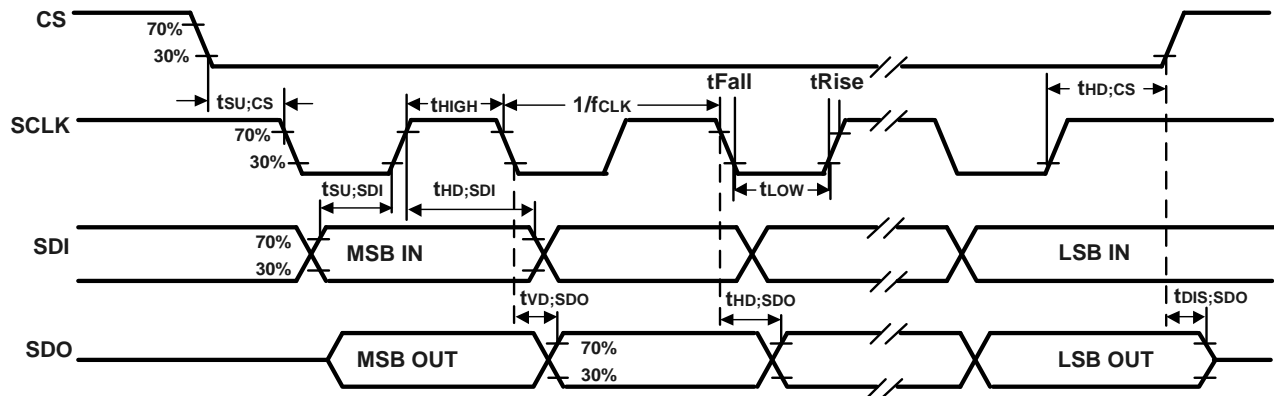 CS
70%
30%
tFall
tRise
tHD;CS
tSU;CS
tHIGH
1/fCLK
SCLK
70%
30%
tSU;SDI
tHD;SDI
tLOW
SDI
70%
30%
MSB IN
LSB IN
tVD;SDO
tHD;SDO
tDIS;SDO
SDO
MSB OUT
70%
30%
LSB OUT